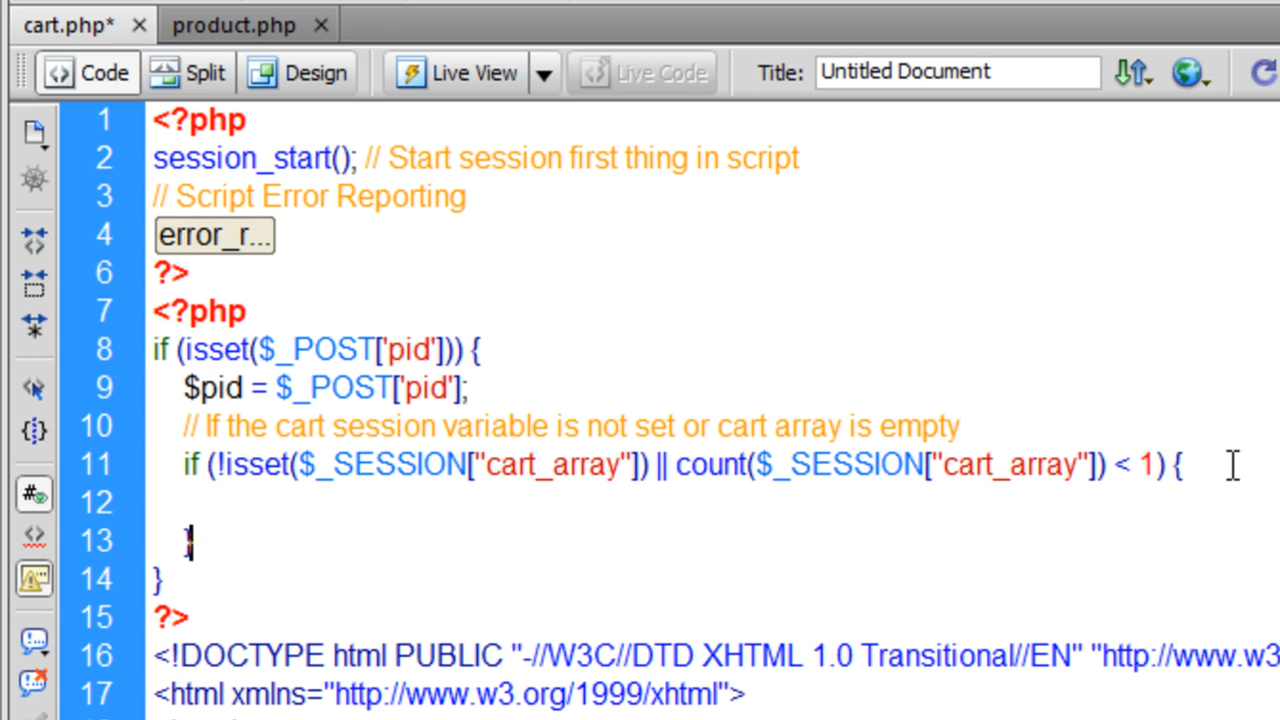 cart.php* × product.php ×
Code Split Design Live View Live Code Title: Untitled Document
1 <?php
2 session_start(); // Start session first thing in script
3 // Script Error Reporting
4 error_r...
6 ?>
7 <?php
8 if (isset($_POST['pid'])) {
9 $pid = $_POST['pid'];
10 // If the cart session variable is not set or cart array is empty
11 if (!isset($_SESSION["cart_array"]) || count($_SESSION["cart_array"]) < 1) {
12
13 }
14 }
15 ?>
16 <!DOCTYPE html PUBLIC "-//W3C//DTD XHTML 1.0 Transitional//EN" "http://www.w3
17 <html xmlns="http://www.w3.org/1999/xhtml">